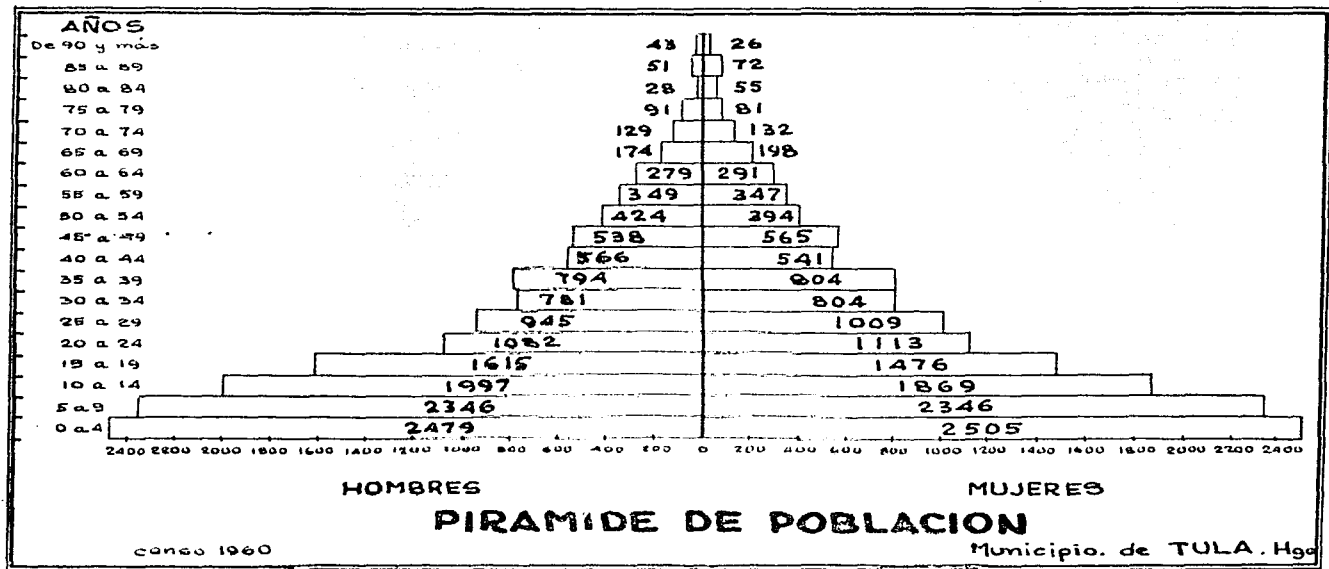 AÑOS
De 90 y más 43 26
85 a 89 51 72
80 a 84 28 55
75 a 79 91 81
70 a 74 129 132
65 a 69 174 198
60 a 64 279 291
55 a 59 349 347
50 a 54 424 394
45 a 49 538 565
40 a 44 566 541
35 a 39 794 804
30 a 34 781 804
25 a 29 945 1009
20 a 24 1082 1113
15 a 19 1615 1476
10 a 14 1997 1869
5 a 9 2346 2346
0 a 4 2479 2505
2400 2200 2000 1800 1600 1400 1200 1000 800 600 400 200 0 200 400 600 800 1000 1200 1400 1600 1800 2000 2200 2400
HOMBRES MUJERES
PIRAMIDE DE POBLACION
censo 1960 Municipio. de TULA. Hgo